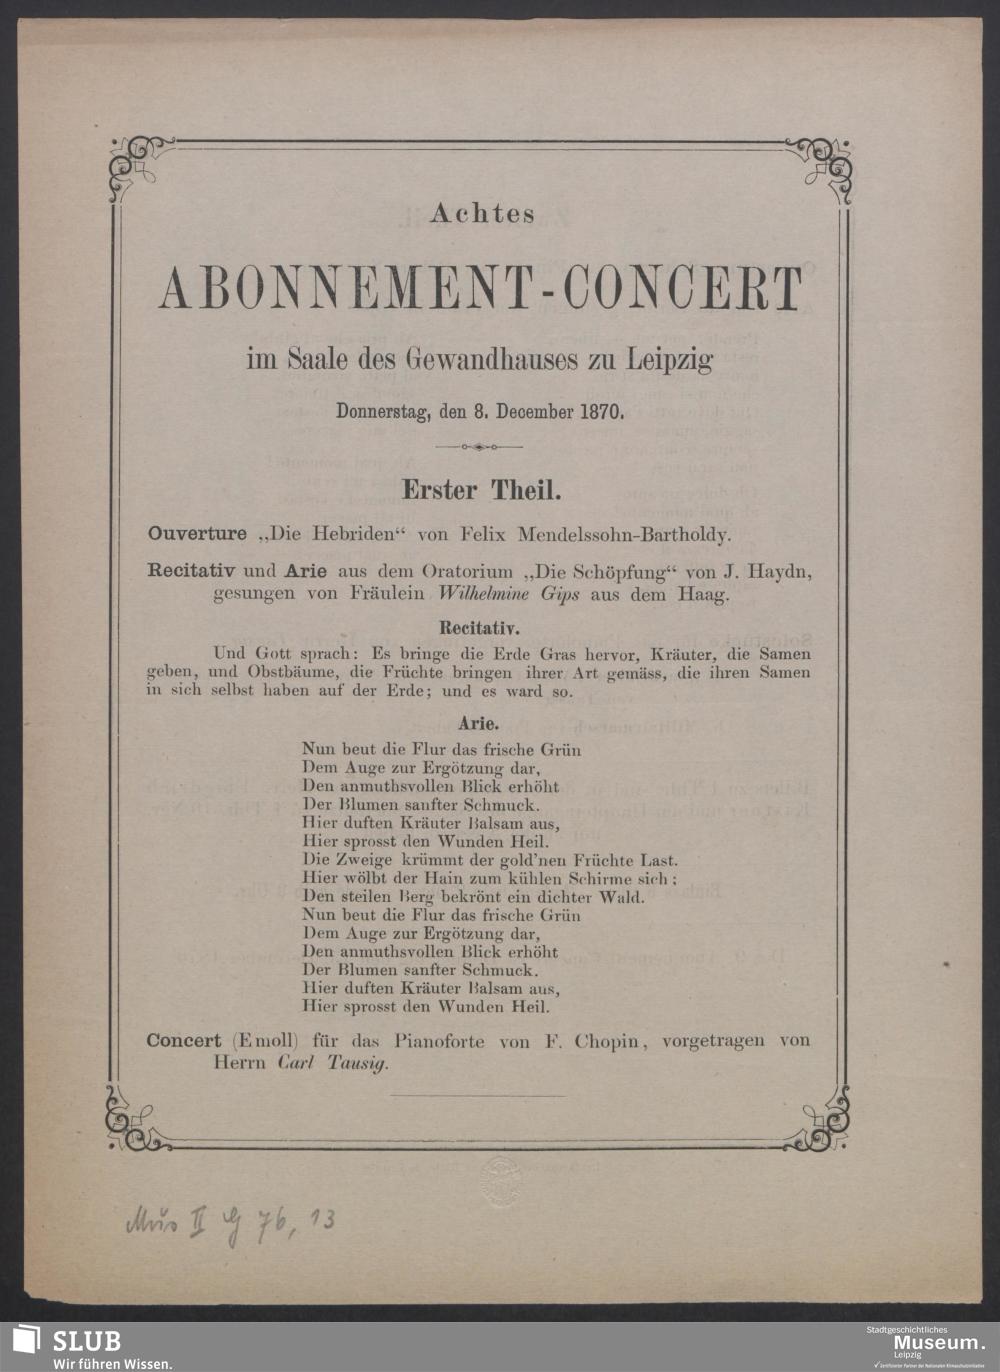 Achtes
ABONNEMENT-CONCERT
im Saale des Gewandhauses zu Leipzig
Donnerstag, den 8. December 1870.
Erster Theil.
Ouverture „Die Hebriden“ von Felix Mendelssohn-Bartholdy.
Recitativ und Arie aus dem Oratorium „Die Schöpfung“ von J. Haydn,
gesungen von Fräulein Wilhelmine Gips aus dem Haag.
Recitativ.
Und Gott sprach: Es bringe die Erde Gras hervor, Kräuter, die Samen
geben, und Obstbäume, die Früchte bringen ihrer Art gemäss, die ihren Samen
in sich selbst haben auf der Erde; und es ward so.
Arie.
Nun beut die Flur das frische Grün
Dem Auge zur Ergötzung dar,
Den anmuthsvollen Blick erhöht
Der Blumen sanfter Schmuck.
Hier duften Kräuter Balsam aus,
Hier sprosst den Wunden Heil.
Die Zweige krümmt der gold'nen Früchte Last.
Hier wölbt der Hain zum kühlen Schirme sich;
Den steilen Berg bekrönt ein dichter Wald.
Nun beut die Flur das frische Grün
Dem Auge zur Ergötzung dar,
Den anmuthsvollen Blick erhöht
Der Blumen sanfter Schmuck.
Hier duften Kräuter Balsam aus,
Hier sprosst den Wunden Heil.
Concert (Emoll) für das Pianoforte von F. Chopin, vorgetragen von
Herrn Carl Tausig.
Mus II G 76, 13
SLUB
Wir führen Wissen.
Stadtgeschichtliches
Museum.
Leipzig
Zertifizierter Partner der Nationalen Klimaschutzinitiative